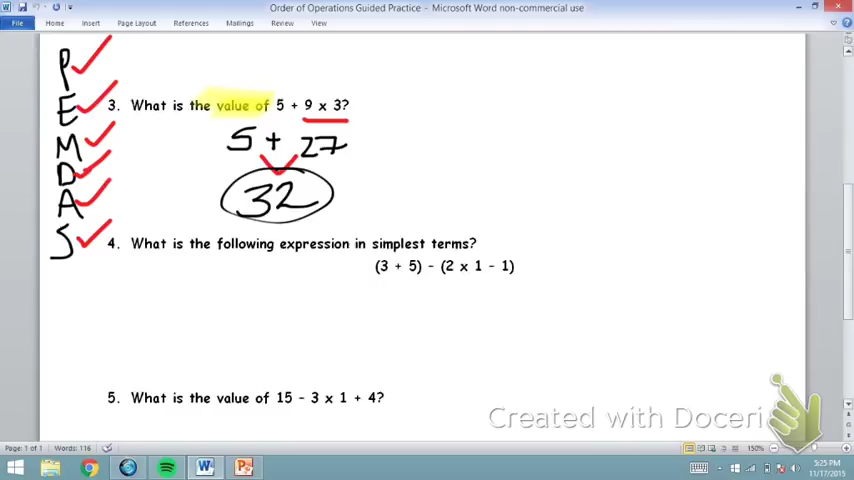 Order of Operations Guided Practice - Microsoft Word non-commercial use
File Home Insert Page Layout References Mailings Review View
P
E
M
D
A
S
3. What is the value of 5 + 9 x 3?
5 + 27
32
4. What is the following expression in simplest terms?
(3 + 5) - (2 x 1 - 1)
5. What is the value of 15 - 3 x 1 + 4?
Created with Doceri
Page: 1 of 1 Words: 116 150%
5:25 PM
11/17/2015